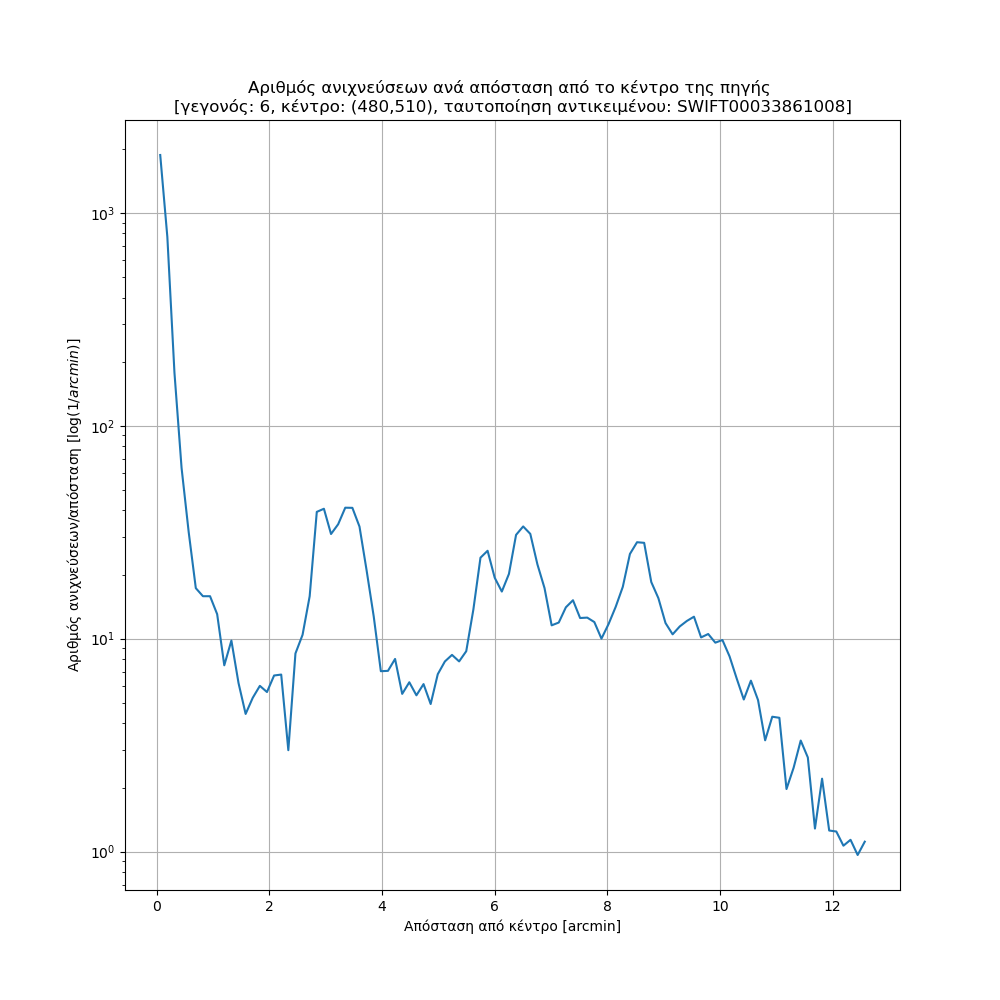 Αριθμός ανιχνεύσεων ανά απόσταση από το κέντρο της πηγής
[γεγονός: 6, κέντρο: (480,510), ταυτοποίηση αντικειμένου: SWIFT00033861008]
Αριθμός ανιχνεύσεων/απόσταση [log(1/arcmin)]
10³
10²
10¹
10⁰
0 2 4 6 8 10 12
Απόσταση από κέντρο [arcmin]